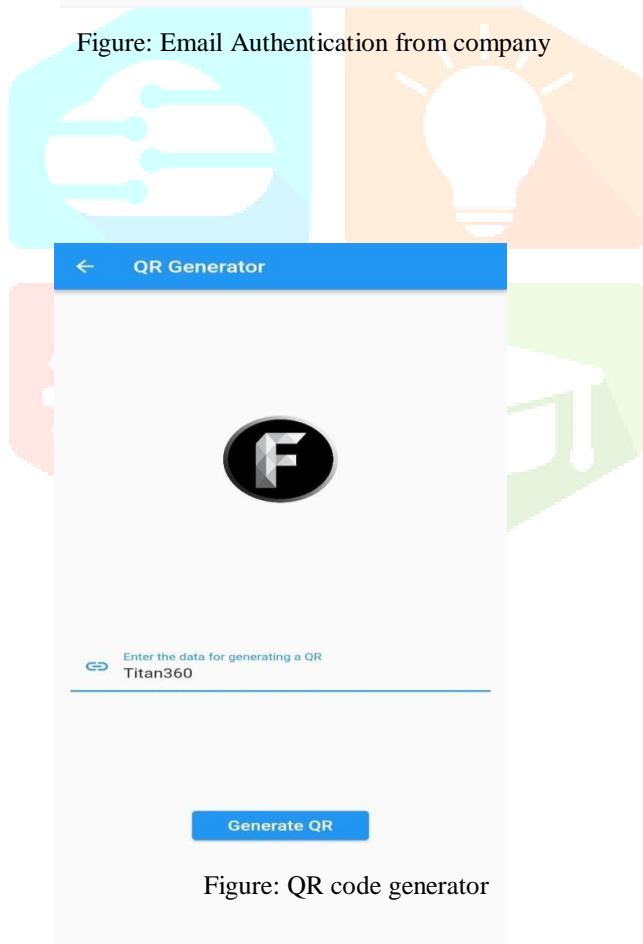 Figure: Email Authentication from company
QR Generator
F
Enter the data for generating a QR
Titan360
Generate QR
Figure: QR code generator